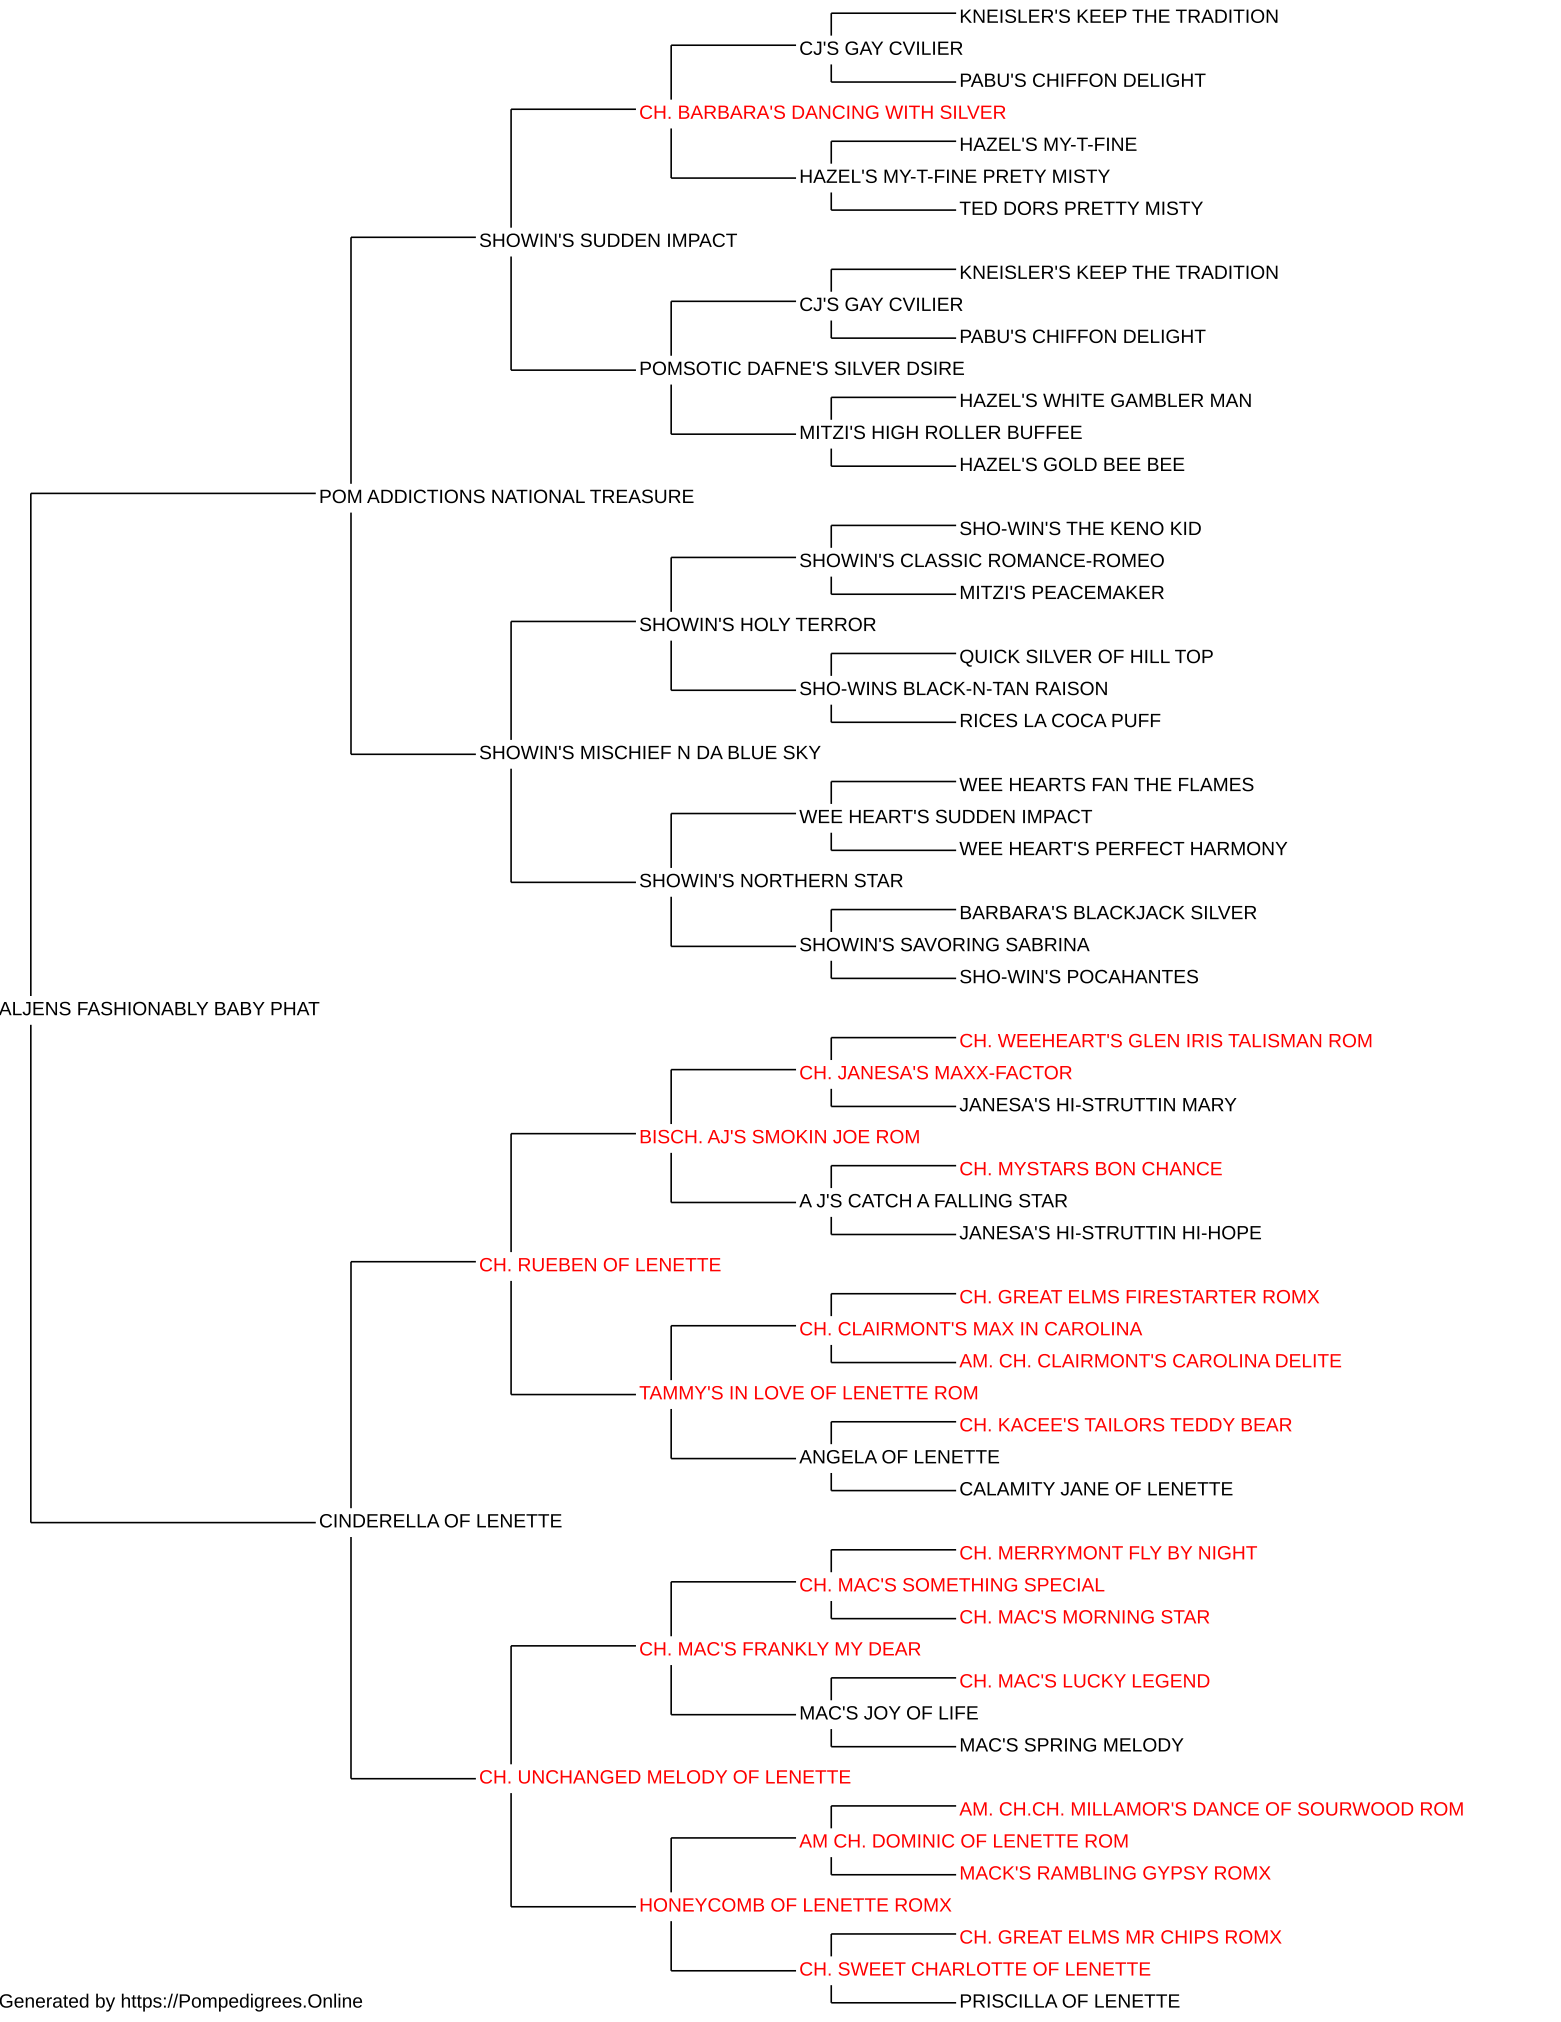 KNEISLER'S KEEP THE TRADITION
CJ'S GAY CVILIER
PABU'S CHIFFON DELIGHT
CH. BARBARA'S DANCING WITH SILVER
HAZEL'S MY-T-FINE
HAZEL'S MY-T-FINE PRETY MISTY
TED DORS PRETTY MISTY
SHOWIN'S SUDDEN IMPACT
KNEISLER'S KEEP THE TRADITION
CJ'S GAY CVILIER
PABU'S CHIFFON DELIGHT
POMSOTIC DAFNE'S SILVER DSIRE
HAZEL'S WHITE GAMBLER MAN
MITZI'S HIGH ROLLER BUFFEE
HAZEL'S GOLD BEE BEE
POM ADDICTIONS NATIONAL TREASURE
SHO-WIN'S THE KENO KID
SHOWIN'S CLASSIC ROMANCE-ROMEO
MITZI'S PEACEMAKER
SHOWIN'S HOLY TERROR
QUICK SILVER OF HILL TOP
SHO-WINS BLACK-N-TAN RAISON
RICES LA COCA PUFF
SHOWIN'S MISCHIEF N DA BLUE SKY
WEE HEARTS FAN THE FLAMES
WEE HEART'S SUDDEN IMPACT
WEE HEART'S PERFECT HARMONY
SHOWIN'S NORTHERN STAR
BARBARA'S BLACKJACK SILVER
SHOWIN'S SAVORING SABRINA
SHO-WIN'S POCAHANTES
ALJENS FASHIONABLY BABY PHAT
CH. WEEHEART'S GLEN IRIS TALISMAN ROM
CH. JANESA'S MAXX-FACTOR
JANESA'S HI-STRUTTIN MARY
BISCH. AJ'S SMOKIN JOE ROM
CH. MYSTARS BON CHANCE
A J'S CATCH A FALLING STAR
JANESA'S HI-STRUTTIN HI-HOPE
CH. RUEBEN OF LENETTE
CH. GREAT ELMS FIRESTARTER ROMX
CH. CLAIRMONT'S MAX IN CAROLINA
AM. CH. CLAIRMONT'S CAROLINA DELITE
TAMMY'S IN LOVE OF LENETTE ROM
CH. KACEE'S TAILORS TEDDY BEAR
ANGELA OF LENETTE
CALAMITY JANE OF LENETTE
CINDERELLA OF LENETTE
CH. MERRYMONT FLY BY NIGHT
CH. MAC'S SOMETHING SPECIAL
CH. MAC'S MORNING STAR
CH. MAC'S FRANKLY MY DEAR
CH. MAC'S LUCKY LEGEND
MAC'S JOY OF LIFE
MAC'S SPRING MELODY
CH. UNCHANGED MELODY OF LENETTE
AM. CH.CH. MILLAMOR'S DANCE OF SOURWOOD ROM
AM CH. DOMINIC OF LENETTE ROM
MACK'S RAMBLING GYPSY ROMX
HONEYCOMB OF LENETTE ROMX
CH. GREAT ELMS MR CHIPS ROMX
CH. SWEET CHARLOTTE OF LENETTE
PRISCILLA OF LENETTE
Generated by https://Pompedigrees.Online